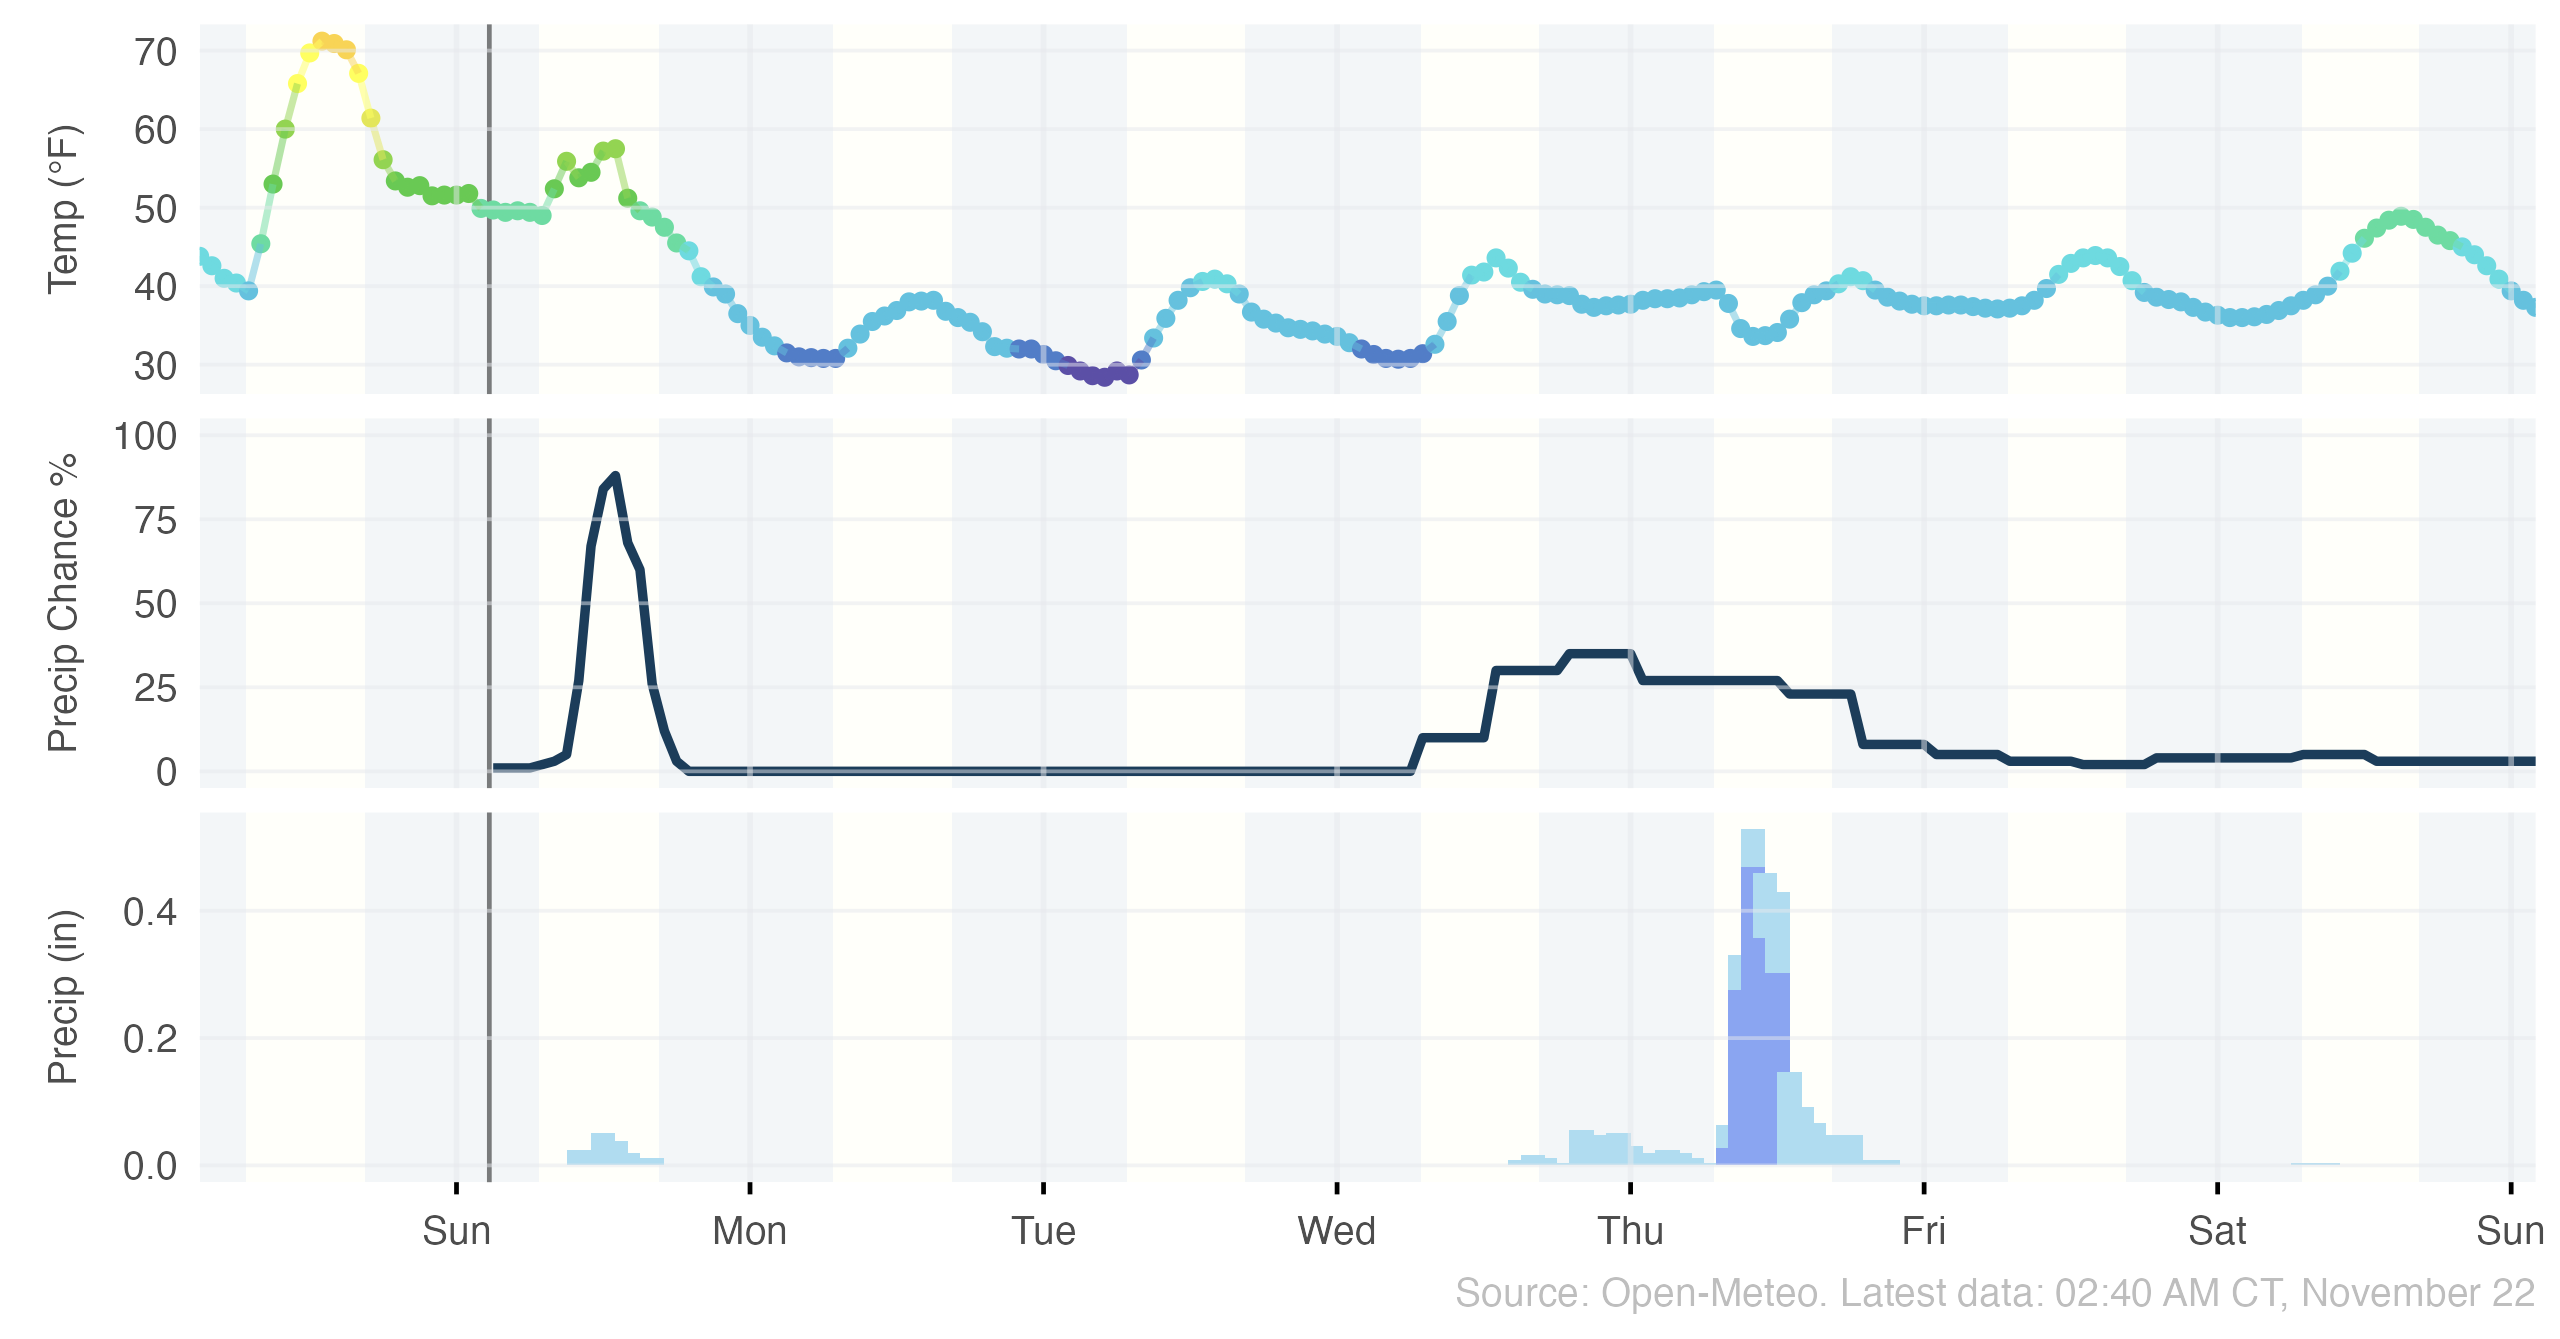 70
60
50
40
30
Temp (°F)
100
75
50
25
0
Precip Chance %
0.4
0.2
0.0
Precip (in)
Sun Mon Tue Wed Thu Fri Sat Sun
Source: Open-Meteo. Latest data: 02:40 AM CT, November 22